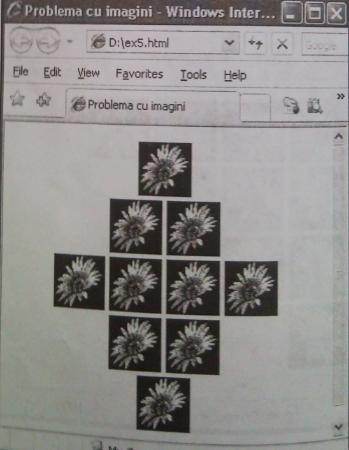 Problema cu imagini - Windows Inter...
D:\ex5.html Google
File Edit View Favorites Tools Help
Problema cu imagini »